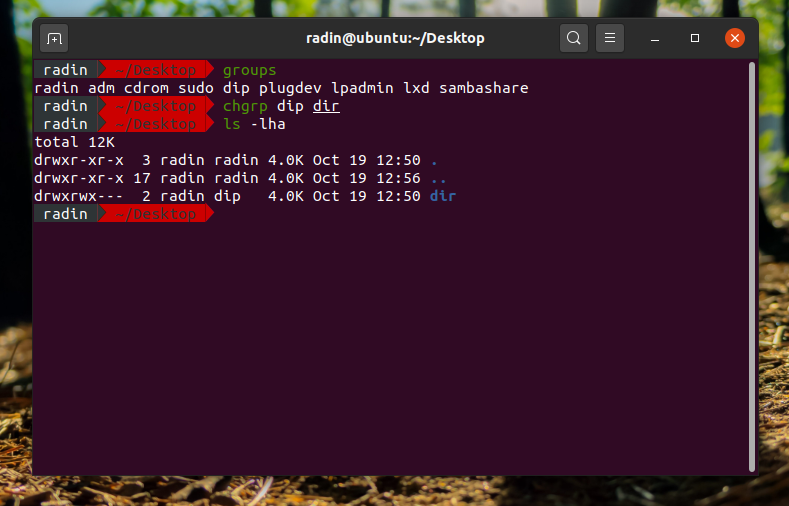 radin@ubuntu:~/Desktop
radin ~/Desktop groups
radin adm cdrom sudo dip plugdev lpadmin lxd sambashare
radin ~/Desktop chgrp dip dir
radin ~/Desktop ls -lha
total 12K
drwxr-xr-x  3 radin radin 4.0K Oct 19 12:50 .
drwxr-xr-x 17 radin radin 4.0K Oct 19 12:56 ..
drwxrwx---  2 radin dip   4.0K Oct 19 12:50 dir
radin ~/Desktop